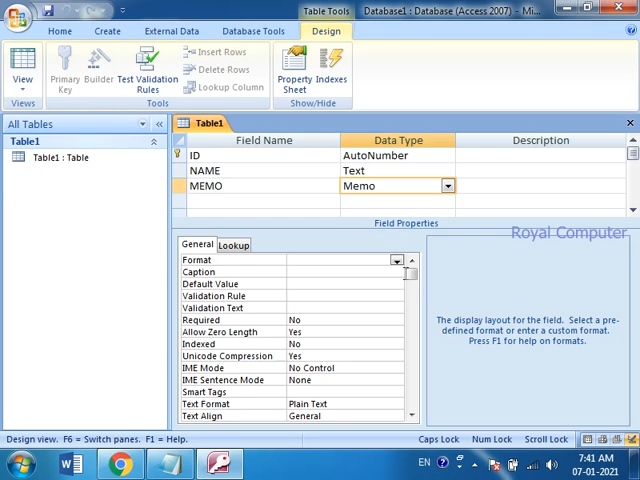 Table Tools
Database1 : Database (Access 2007) - Mi...
Home
Create
External Data
Database Tools
Design
View
Primary Key
Builder
Test Validation Rules
Insert Rows
Delete Rows
Lookup Column
Property Sheet
Indexes
Views
Tools
Show/Hide
All Tables
Table1
Table1 : Table
Table1
Field Name Data Type Description
ID AutoNumber
NAME Text
MEMO Memo
Field Properties
Royal Computer
General Lookup
Format
Caption
Default Value
Validation Rule
Validation Text
Required No
Allow Zero Length Yes
Indexed No
Unicode Compression Yes
IME Mode No Control
IME Sentence Mode None
Smart Tags
Text Format Plain Text
Text Align General
The display layout for the field. Select a pre-
defined format or enter a custom format.
Press F1 for help on formats.
Design view. F6 = Switch panes. F1 = Help.
Caps Lock Num Lock Scroll Lock
EN
7:41 AM
07-01-2021